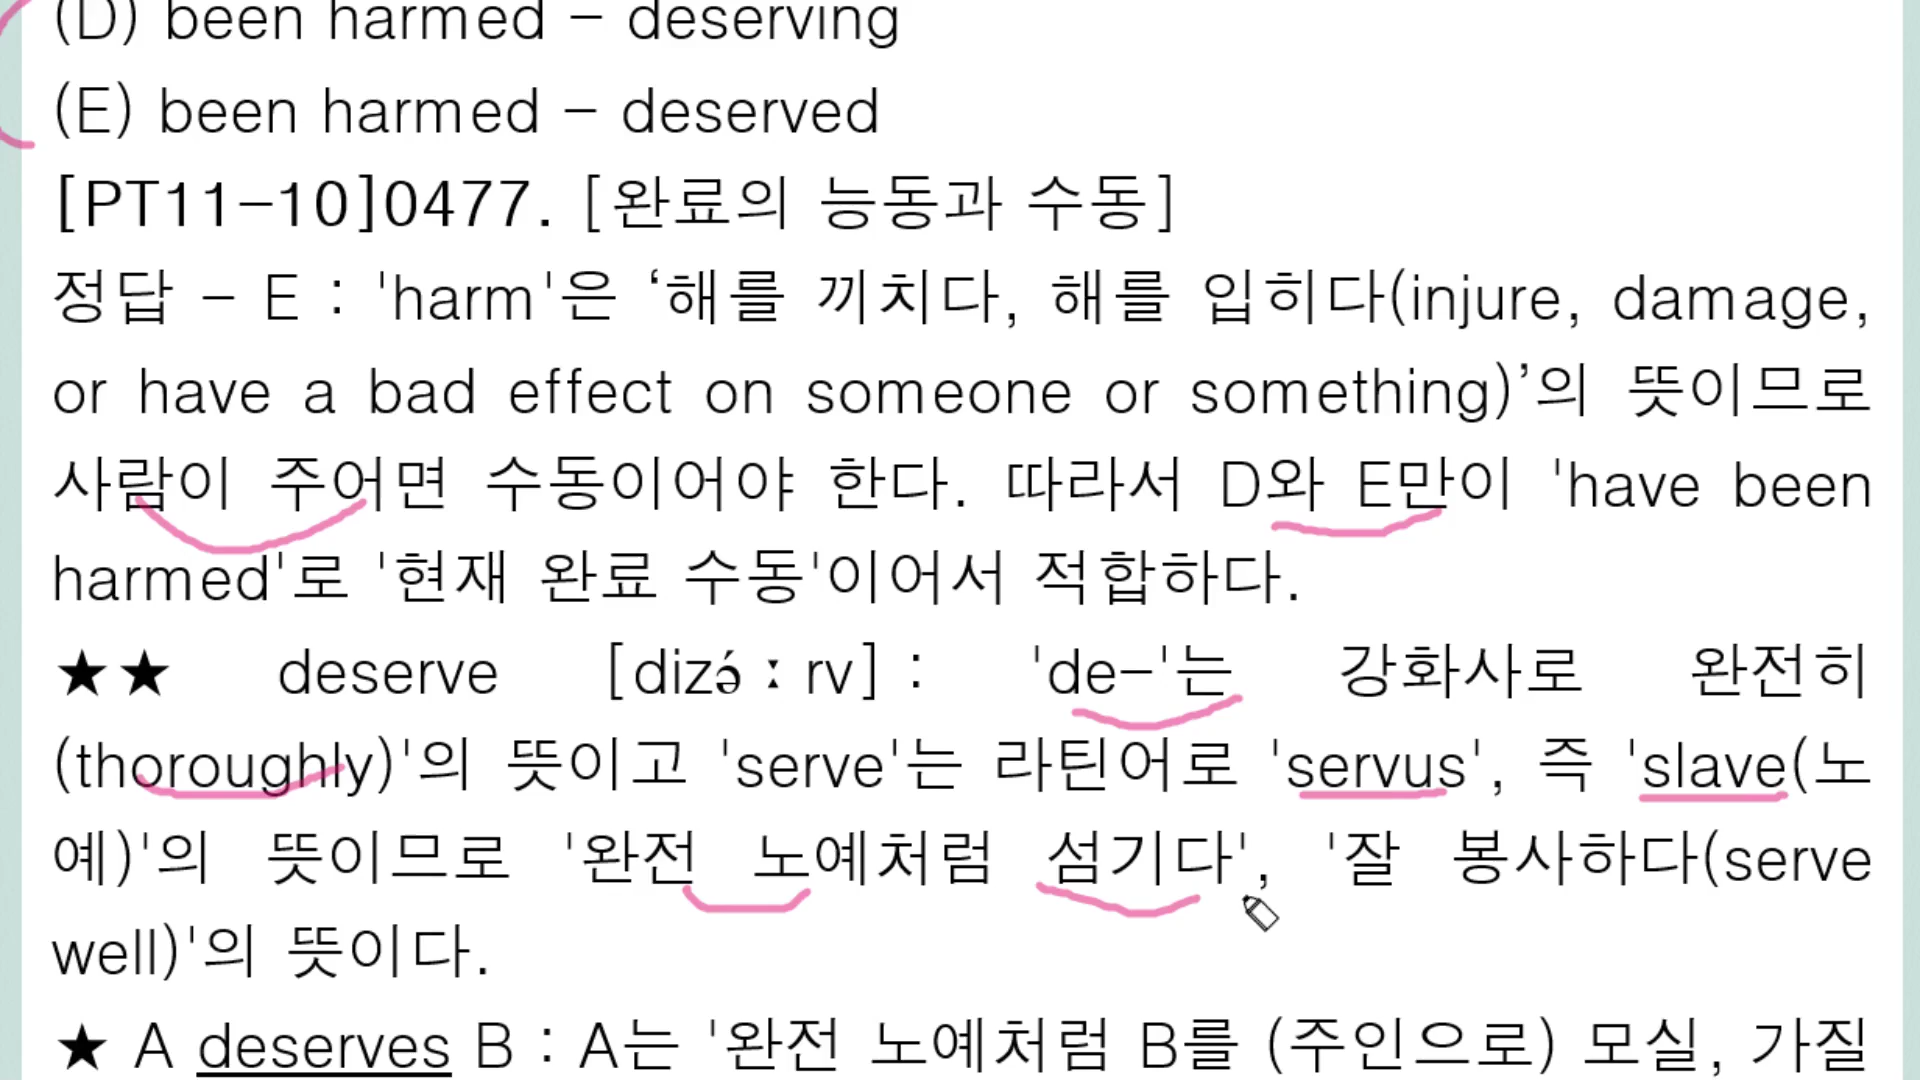 (D) been harmed – deserving
(E) been harmed – deserved
[PT11-10]0477. [완료의 능동과 수동]
정답 – E : 'harm'은 ‘해를 끼치다, 해를 입히다(injure, damage,
or have a bad effect on someone or something)’의 뜻이므로
사람이 주어면 수동이어야 한다. 따라서 D와 E만이 'have been
harmed'로 '현재 완료 수동'이어서 적합하다.
★★ deserve [dizə́ːrv] : 'de-'는 강화사로 완전히
(thoroughly)'의 뜻이고 'serve'는 라틴어로 'servus', 즉 'slave(노
예)'의 뜻이므로 '완전 노예처럼 섬기다', '잘 봉사하다(serve
well)'의 뜻이다.
★ A deserves B : A는 '완전 노예처럼 B를 (주인으로) 모실, 가질